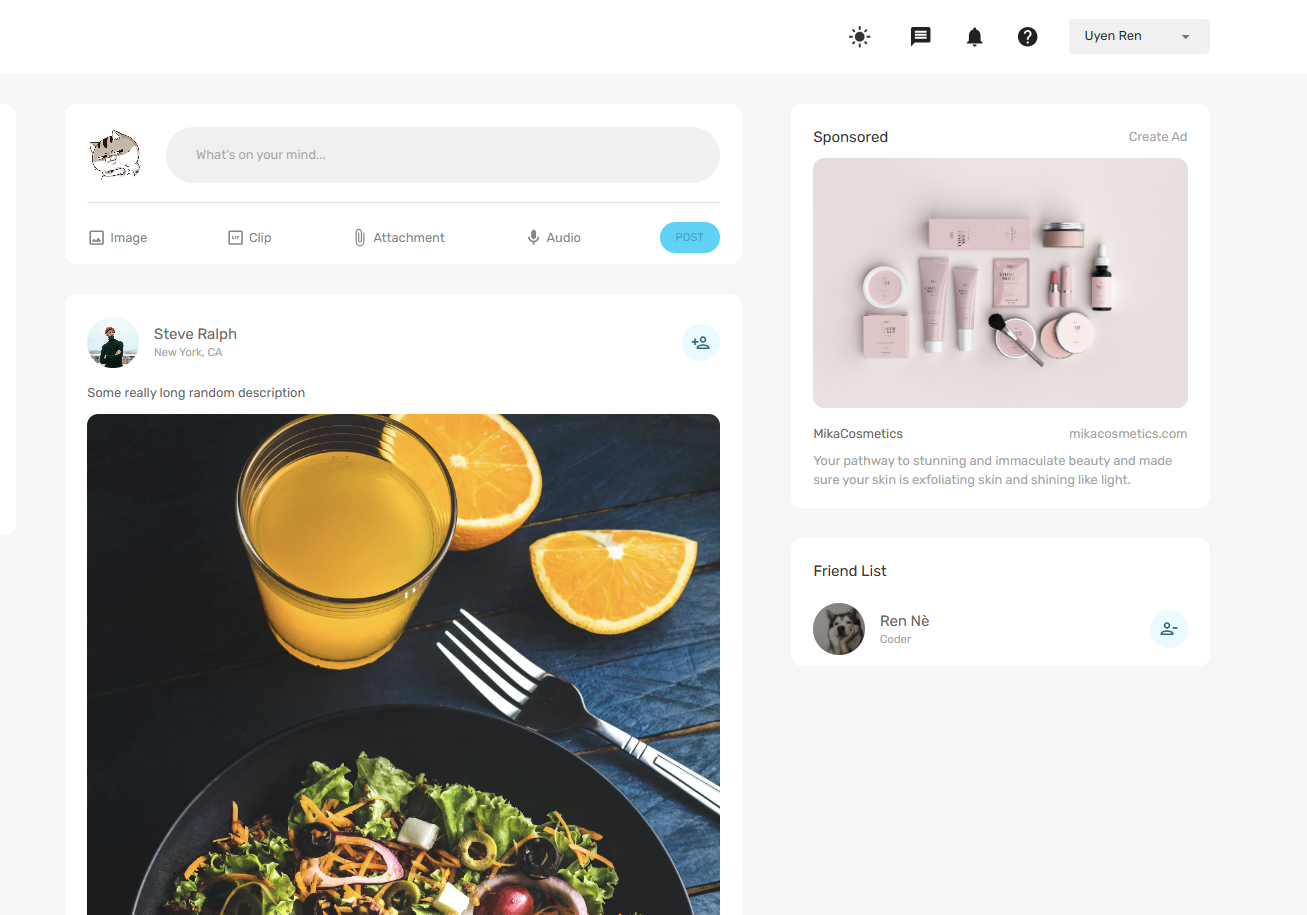 Uyen Ren
What's on your mind...
Image
Clip
Attachment
Audio
POST
Steve Ralph
New York, CA
Some really long random description
Sponsored
Create Ad
MikaCosmetics
mikacosmetics.com
Your pathway to stunning and immaculate beauty and made
sure your skin is exfoliating skin and shining like light.
Friend List
Ren Nè
Coder